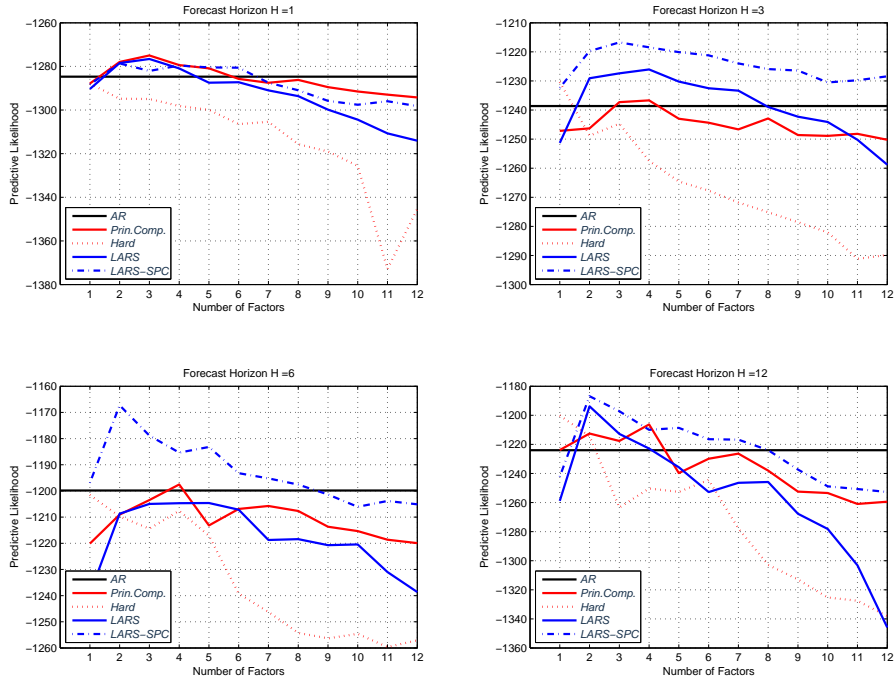 Forecast Horizon H =1
Predictive Likelihood
−1260
−1280
−1300
−1320
−1340
−1360
−1380
AR
Prin.Comp.
Hard
LARS
LARS−SPC
1 2 3 4 5 6 7 8 9 10 11 12
Number of Factors
Forecast Horizon H =3
Predictive Likelihood
−1210
−1220
−1230
−1240
−1250
−1260
−1270
−1280
−1290
−1300
AR
Prin.Comp.
Hard
LARS
LARS−SPC
1 2 3 4 5 6 7 8 9 10 11 12
Number of Factors
Forecast Horizon H =6
Predictive Likelihood
−1160
−1170
−1180
−1190
−1200
−1210
−1220
−1230
−1240
−1250
−1260
AR
Prin.Comp.
Hard
LARS
LARS−SPC
1 2 3 4 5 6 7 8 9 10 11 12
Number of Factors
Forecast Horizon H =12
Predictive Likelihood
−1180
−1200
−1220
−1240
−1260
−1280
−1300
−1320
−1340
−1360
AR
Prin.Comp.
Hard
LARS
LARS−SPC
1 2 3 4 5 6 7 8 9 10 11 12
Number of Factors